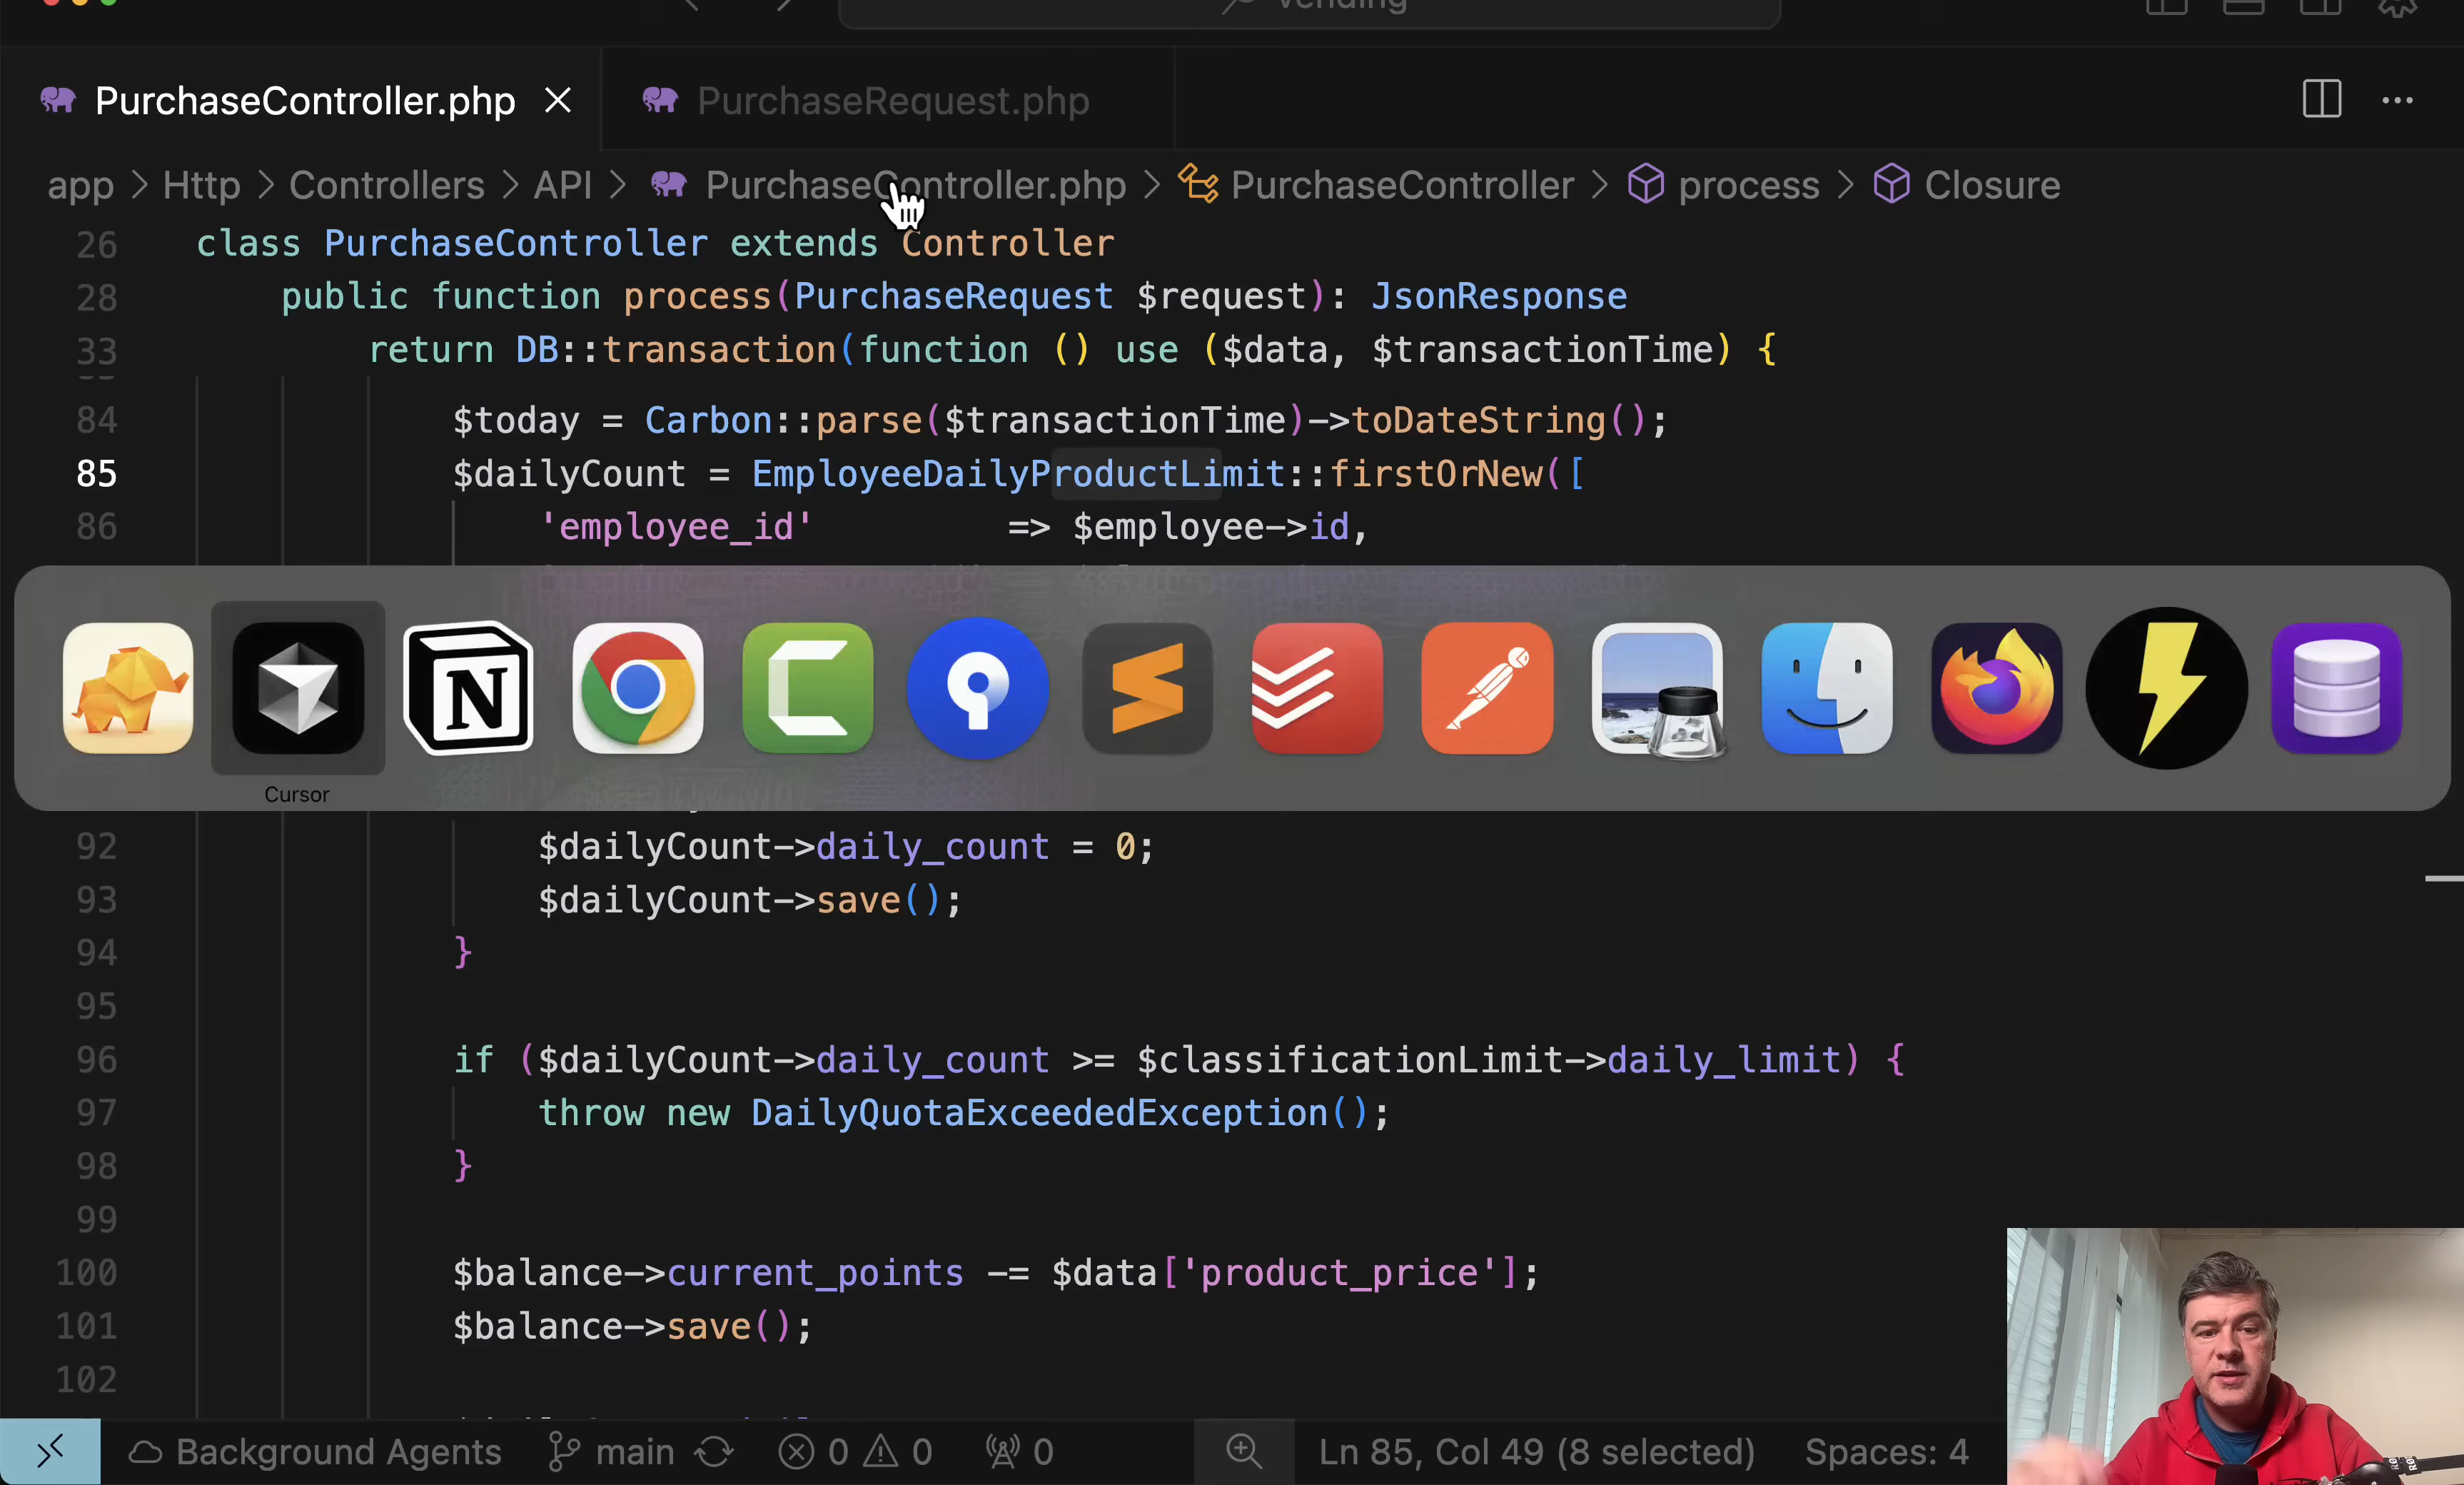 Vending
PurchaseController.php
PurchaseRequest.php
app > Http > Controllers > API > PurchaseController.php > PurchaseController > process > Closure
26 class PurchaseController extends Controller
28 public function process(PurchaseRequest $request): JsonResponse
33 return DB::transaction(function () use ($data, $transactionTime) {
84 $today = Carbon::parse($transactionTime)->toDateString();
85 $dailyCount = EmployeeDailyProductLimit::firstOrNew([
86 'employee_id' => $employee->id,
N
Cursor
92 $dailyCount->daily_count = 0;
93 $dailyCount->save();
94 }
95
96 if ($dailyCount->daily_count >= $classificationLimit->daily_limit) {
97 throw new DailyQuotaExceededException();
98 }
99
100 $balance->current_points -= $data['product_price'];
101 $balance->save();
102
Background Agents main 0 0 0 Ln 85, Col 49 (8 selected) Spaces: 4